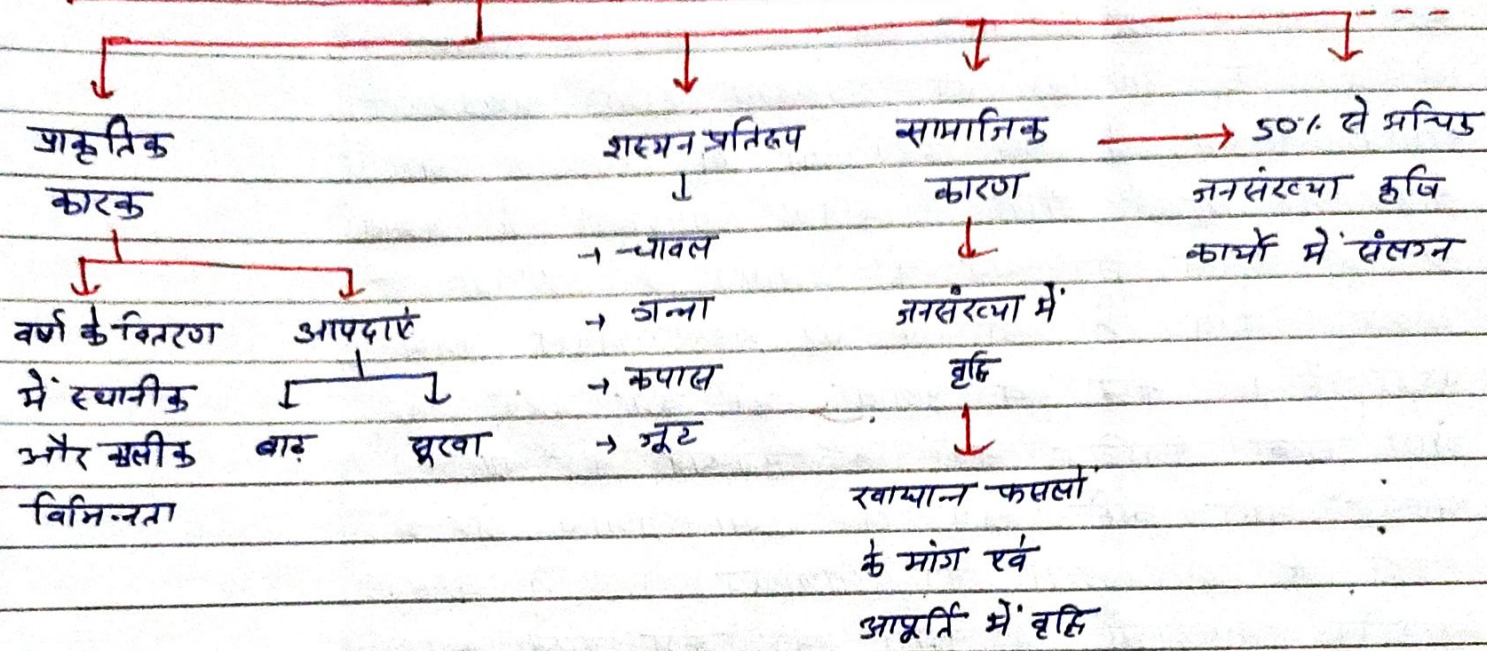 प्राकृतिक
कारक
वर्षा के वितरण
में स्थानीक
और कालीक
विभिन्नता
आपदाएं
बाढ़
सूखा
शस्यन प्रतिरूप
→ चावल
→ गन्ना
→ कपास
→ जूट
सामाजिक
कारण
जनसंख्या में
वृद्धि
खाद्यान्न फसलों
के मांग एवं
आपूर्ति में वृद्धि
50% से अधिक
जनसंख्या कृषि
कार्यों में संलग्न